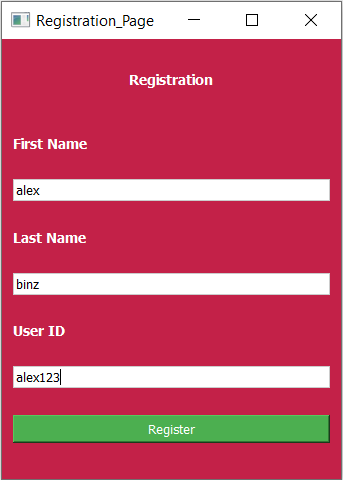 Registration_Page
Registration
First Name
alex
Last Name
binz
User ID
alex123
Register